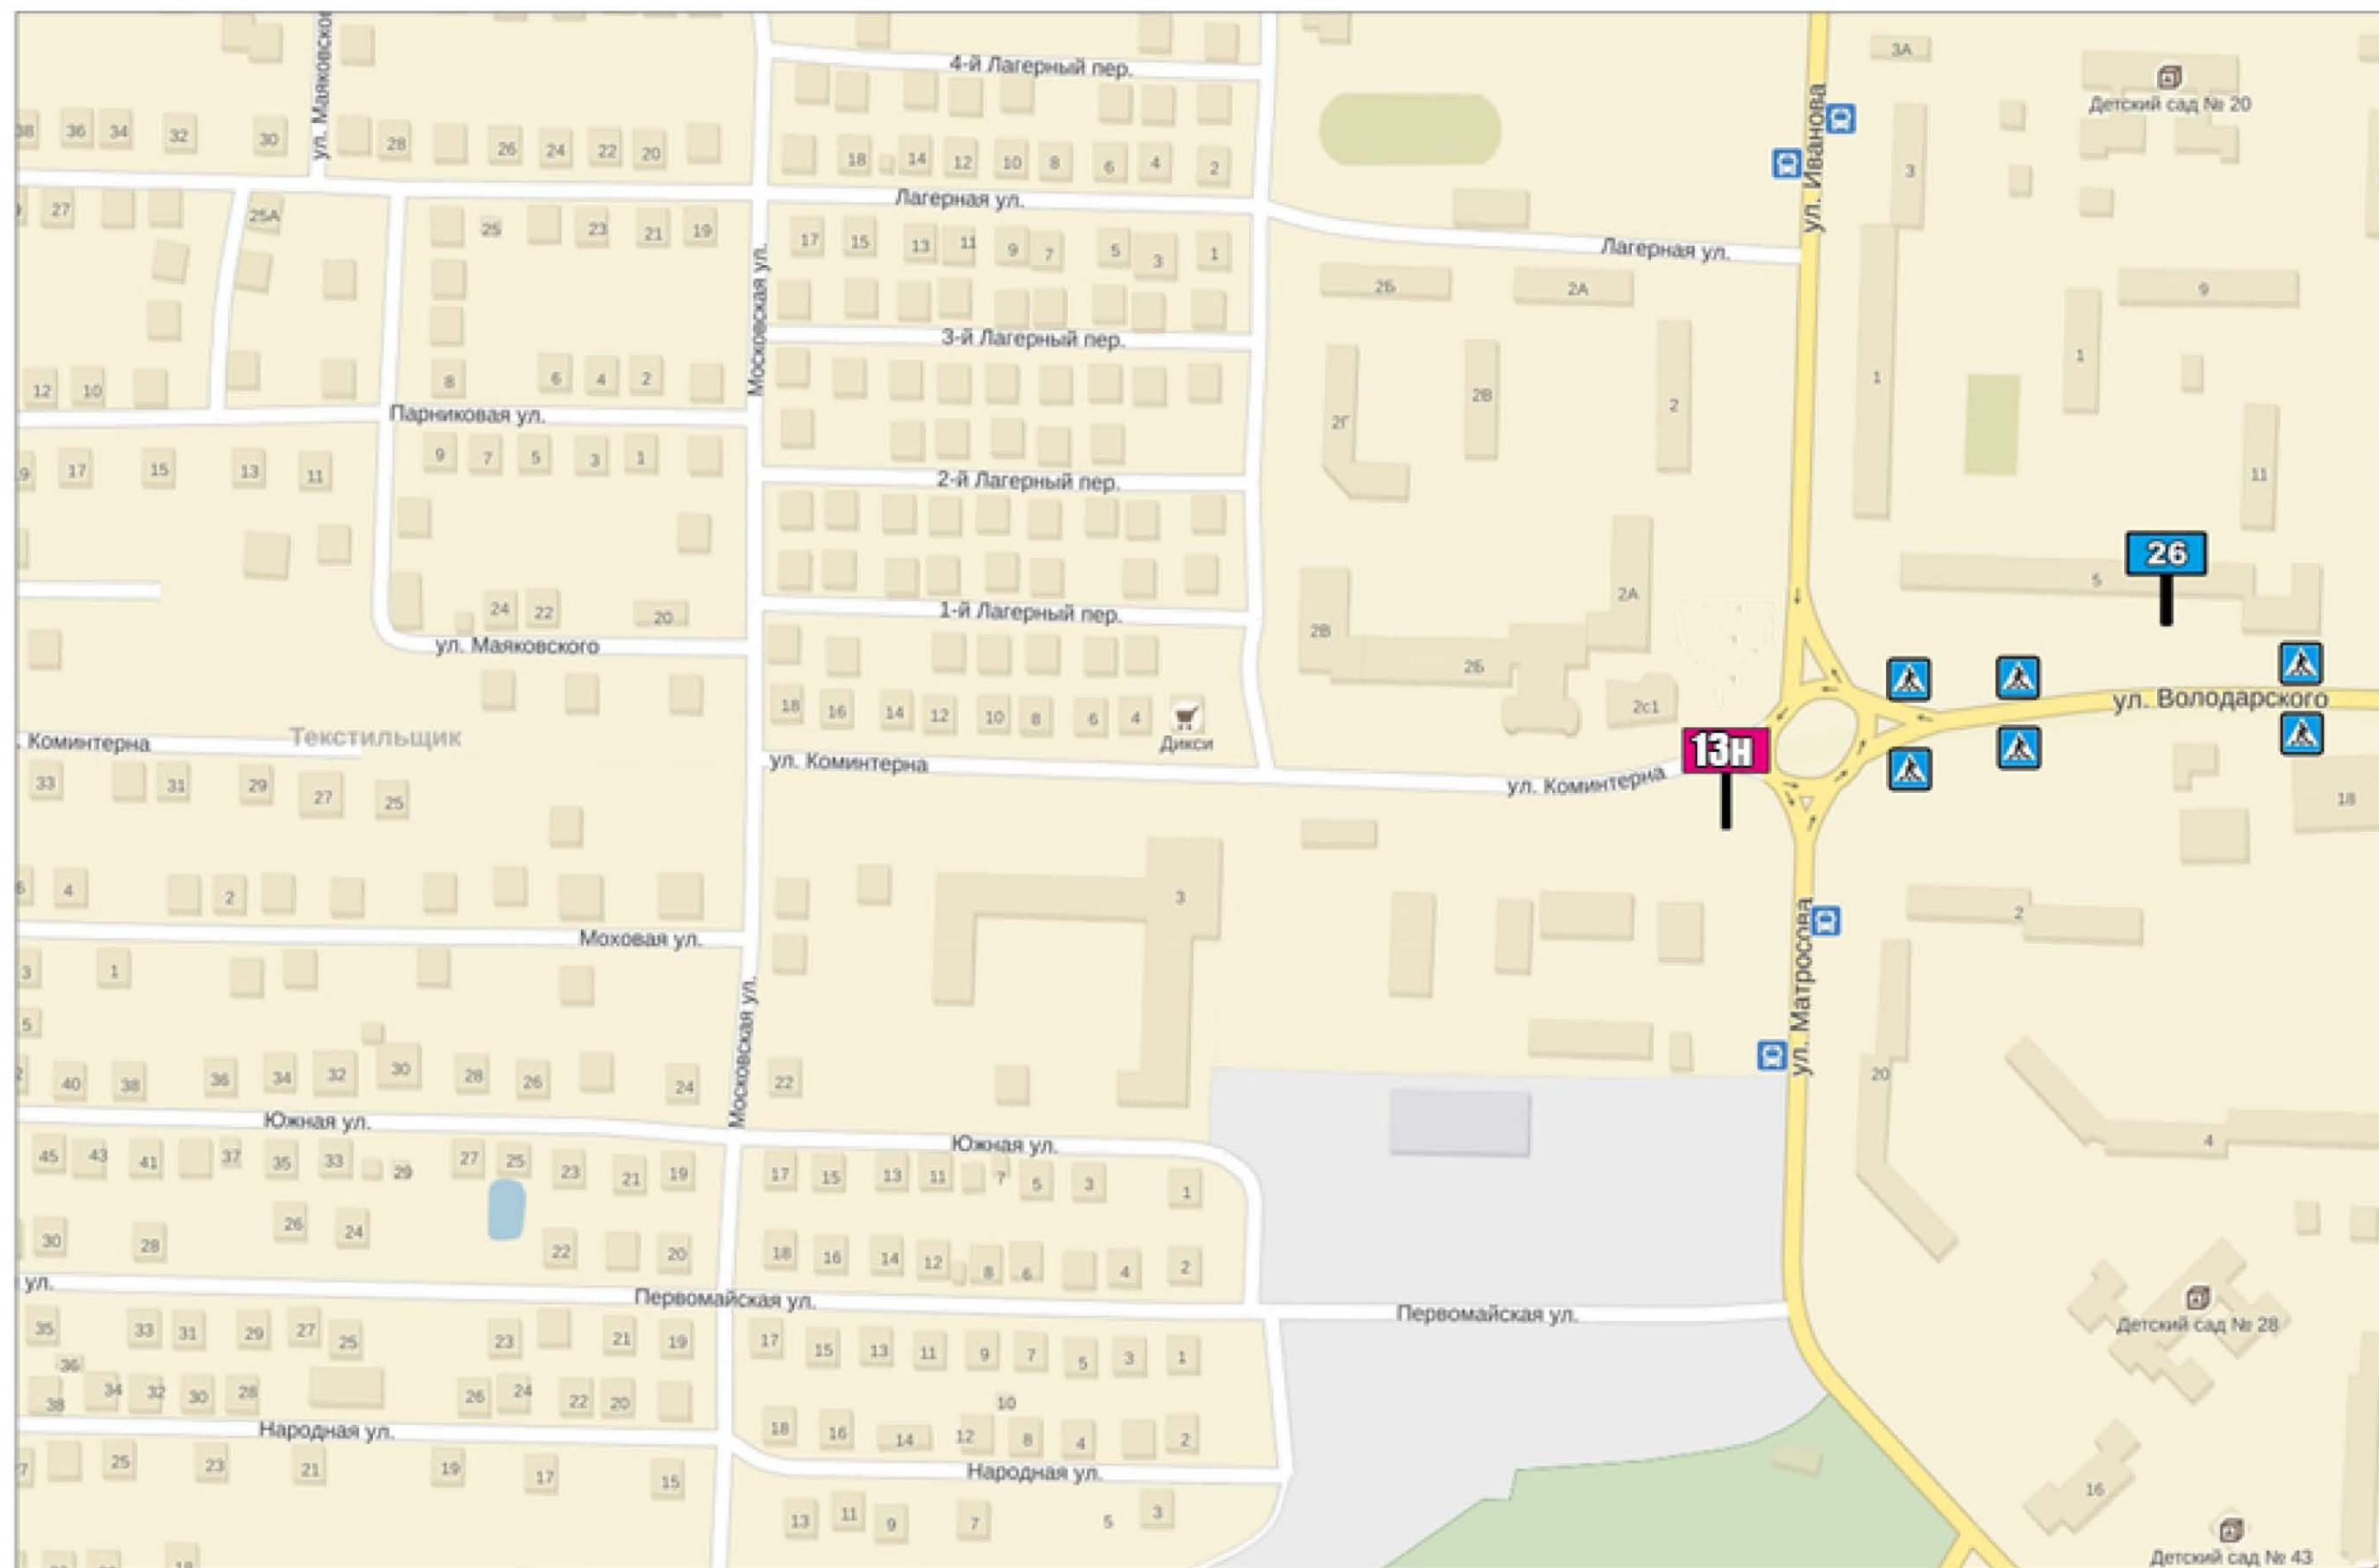 ул. Маяковско
4-й Лагерный пер.
ул. Иванова
3А
Детский сад № 20
38 36 34 32 30 28 26 24 22 20
18 14 12 10 8 6 4 2
3
Лагерная ул.
27 25А 25 23 21 19
17 15 13 11 9 7 5 3 1
Лагерная ул.
2Б 2А 9
Московская ул.
3-й Лагерный пер.
12 10 8 6 4 2
2Г 2В 2 1 1
Парниковая ул.
9 17 15 13 11 9 7 5 3 1
11
2-й Лагерный пер.
26
5
24 22 20
1-й Лагерный пер.
2В 2А 2Б
ул. Маяковского
ул. Володарского
18 16 14 12 10 8 6 4
2с1
Дикси
. Коминтерна
Текстильщик
13Н
ул. Коминтерна
ул. Коминтерна
33 31 29 27 25
18
6 4 2
3
2
Моховая ул.
ул. Матросова
3 1
5
Московская ул.
40 38 36 34 32 30 28 26 24 22
20
Южная ул.
Южная ул.
4
45 43 41 37 35 33 29 27 25 23 21 19
17 15 13 11 7 5 3 1
30 28 26 24 22 20
18 16 14 12 8 6 4 2
ул.
Первомайская ул.
Первомайская ул.
Детский сад № 28
35 33 31 29 27 25 23 21 19
17 15 13 11 9 7 5 3 1
36
38 34 32 30 28 26 24 22 20
10
18 16 14 12 8 4 2
Народная ул.
Народная ул.
25 23 21 19 17 15
16
13 11 9 7 5 3
Детский сад № 43